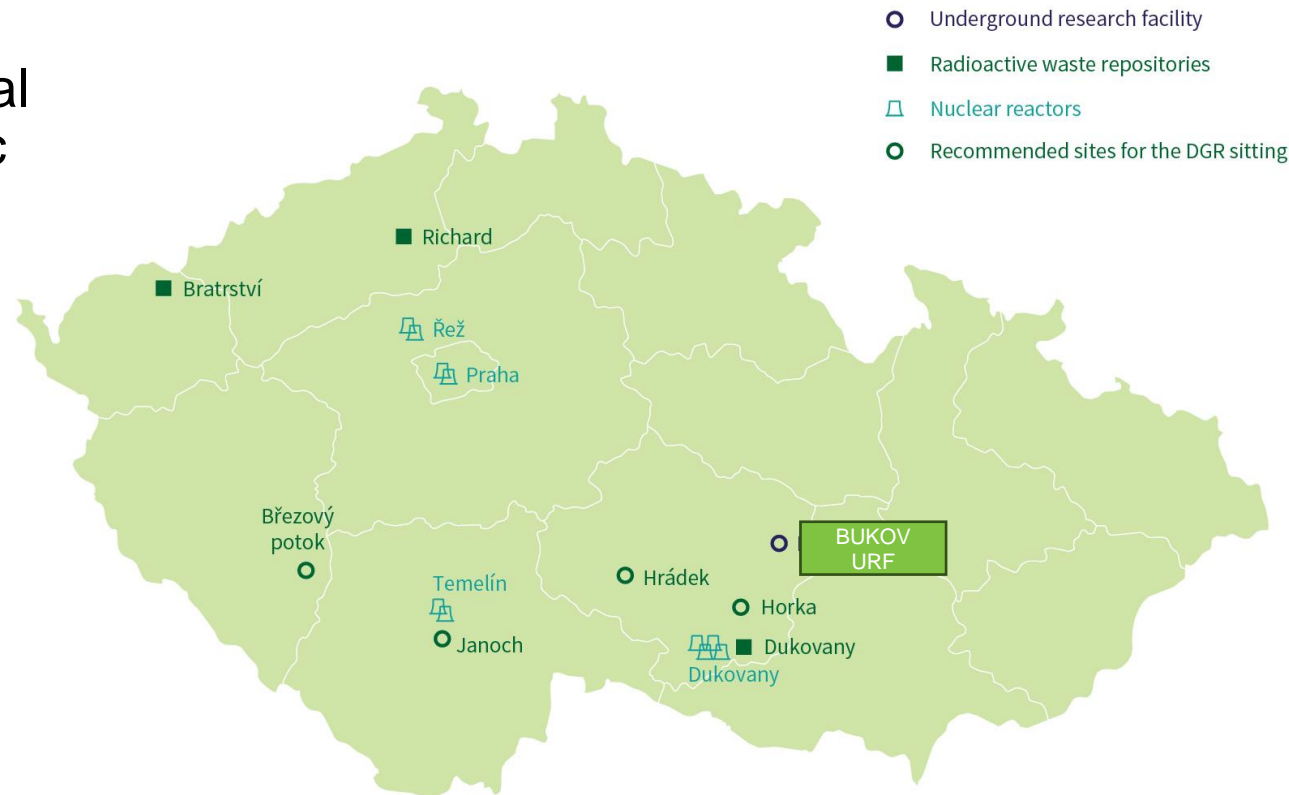 al
c
Underground research facility
Radioactive waste repositories
Nuclear reactors
Recommended sites for the DGR sitting
Richard
Bratrství
Řež
Praha
Březový
potok
BUKOV
URF
Temelín
Hrádek
Horka
Janoch
Dukovany
Dukovany